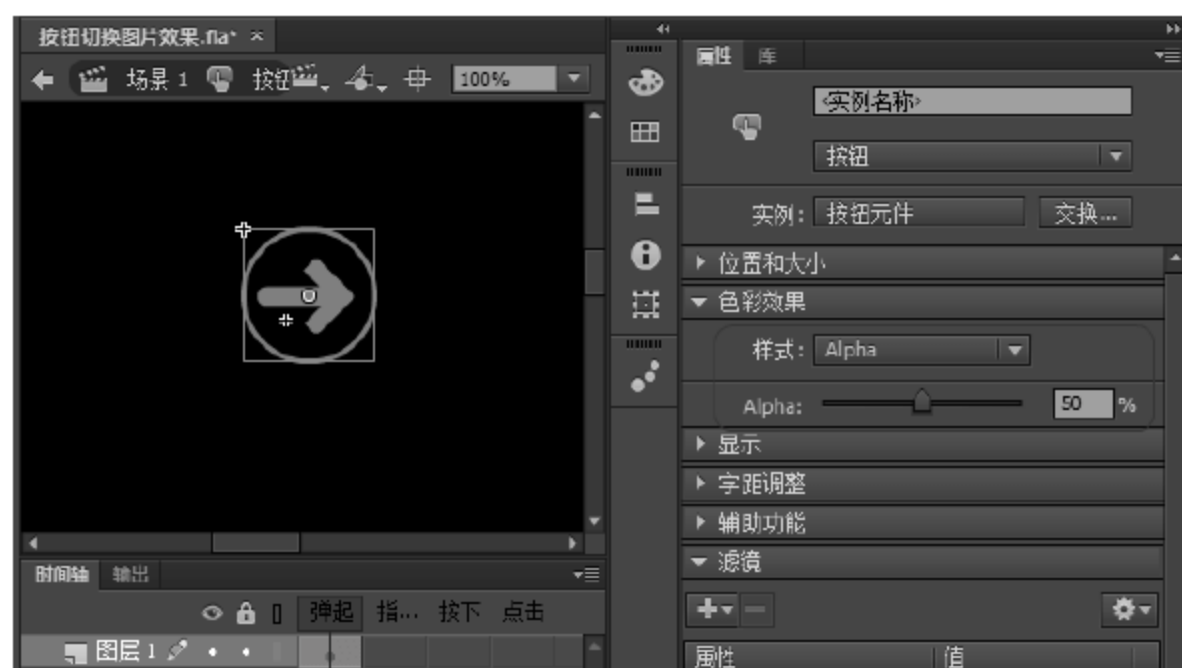 按钮切换图片效果.fla*
场景 1 按钮 100%
时间轴 输出
弹起 指... 按下 点击
图层 1
属性 库
<实例名称>
按钮
实例: 按钮元件 交换...
位置和大小
色彩效果
样式: Alpha
Alpha: 50 %
显示
字距调整
辅助功能
滤镜
属性 值